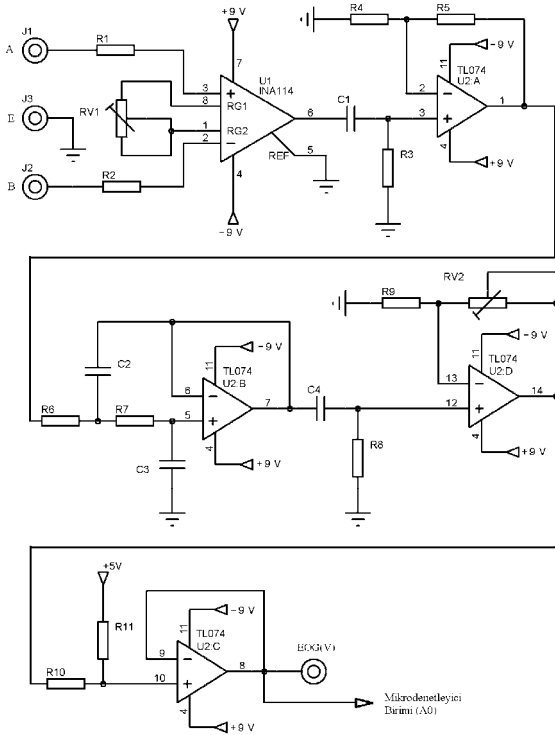 +9 V
J1
A
R1
7
U1
INA114
3
+
8
RG1
J3
E
RV1
1
RG2
2
−
6
REF
5
J2
B
R2
4
−9 V
C1
R3
R4
R5
−9 V
11
TL074
U2:A
2
−
3
+
1
4
+9 V
R9
RV2
C2
−9 V
11
TL074
U2:B
6
−
7
R6
R7
5
+
4
+9 V
C3
C4
R8
−9 V
11
TL074
U2:D
13
−
14
12
+
4
+9 V
+5V
R11
−9 V
11
TL074
U2:C
9
−
8
EOG(V)
R10
10
+
4
+9 V
Mikrodenetleyici
Birimi (A0)